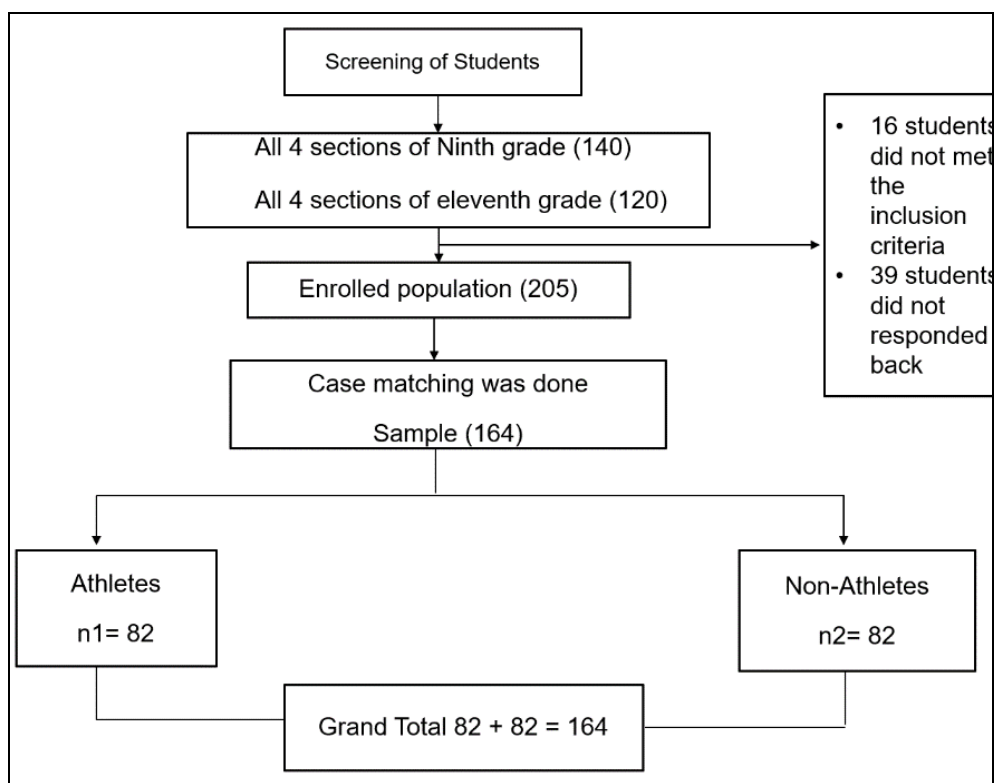 Screening of Students
All 4 sections of Ninth grade (140)
All 4 sections of eleventh grade (120)
• 16 students
did not met
the
inclusion
criteria
• 39 students
did not
responded
back
Enrolled population (205)
Case matching was done
Sample (164)
Athletes
n1= 82
Non-Athletes
n2= 82
Grand Total 82 + 82 = 164